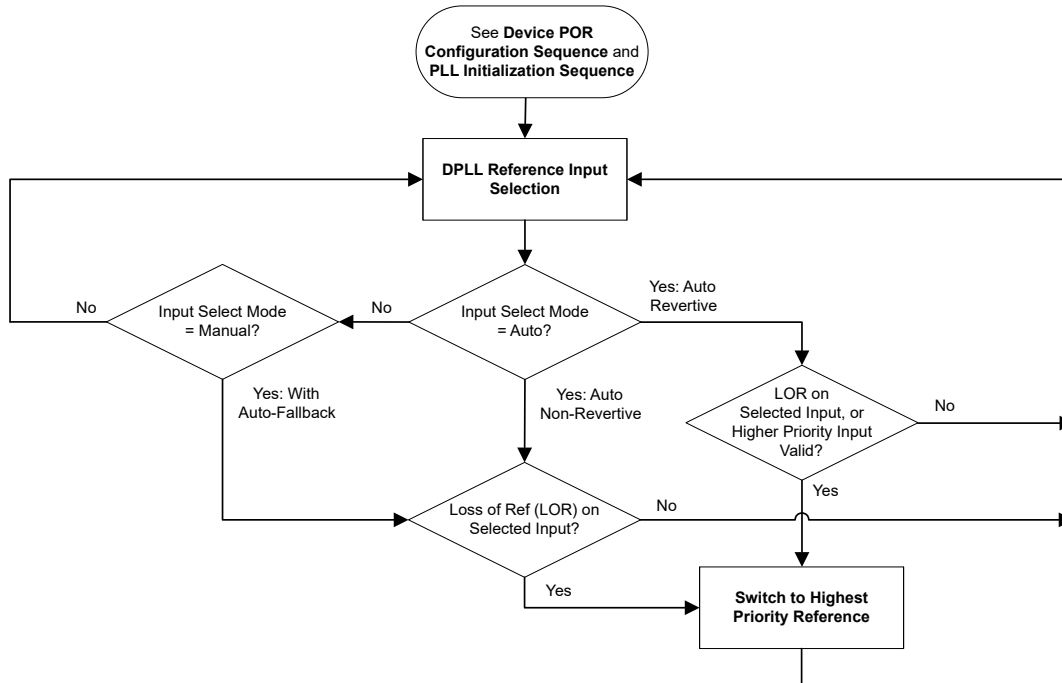 See Device POR
Configuration Sequence and
PLL Initialization Sequence
DPLL Reference Input
Selection
No
Input Select Mode
= Manual?
No
Input Select Mode
= Auto?
Yes: Auto
Revertive
Yes: With
Auto-Fallback
Yes: Auto
Non-Revertive
LOR on
Selected Input, or
Higher Priority Input
Valid?
No
Yes
Loss of Ref (LOR) on
Selected Input?
No
Yes
Switch to Highest
Priority Reference